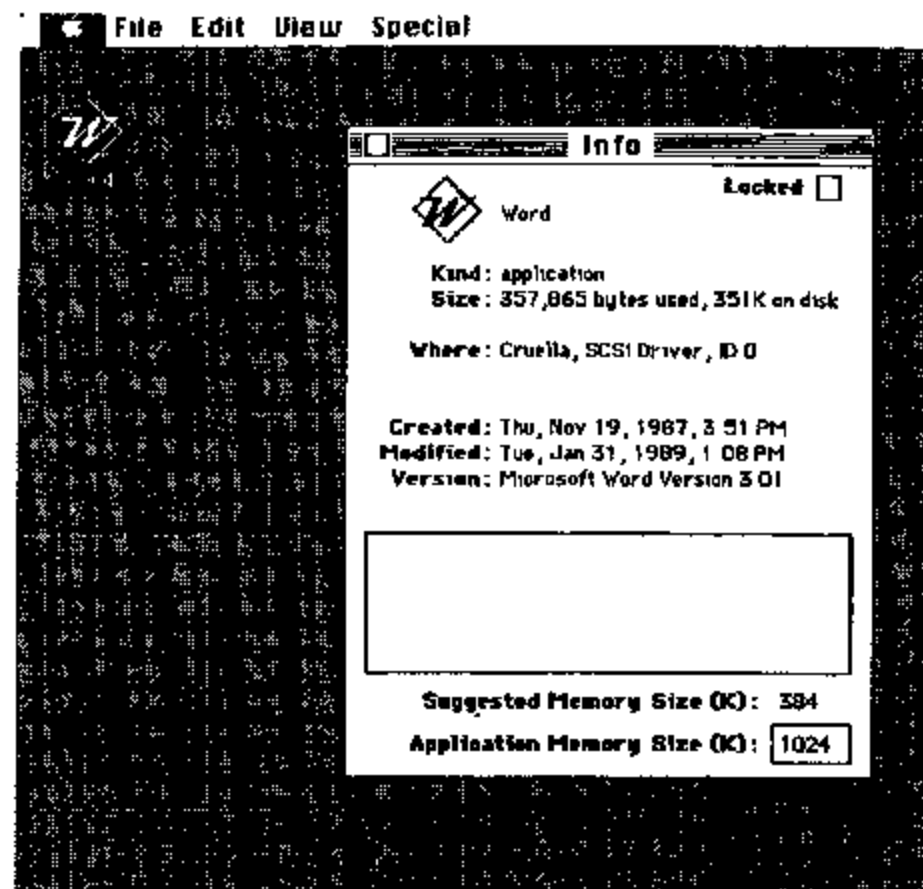 File Edit View Special
Info
Locked
Word
Kind: application
Size: 357,865 bytes used, 351K on disk
Where: Cruella, SCSI Driver, ID 0
Created: Thu, Nov 19, 1987, 3 51 PM
Modified: Tue, Jan 31, 1989, 1 08 PM
Version: Microsoft Word Version 3.01
Suggested Memory Size (K): 384
Application Memory Size (K): 1024